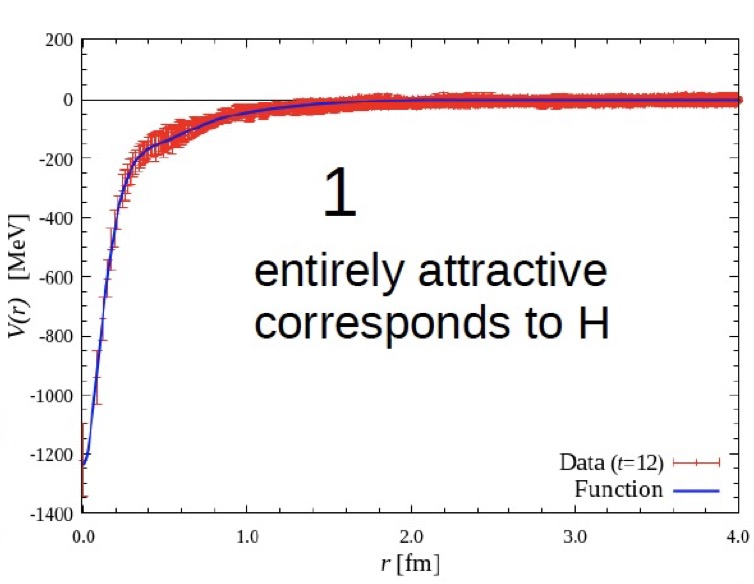 200
0
-200
-400
-600
-800
-1000
-1200
-1400
V(r) [MeV]
1
entirely attractive
corresponds to H
Data (t=12)
Function
0.0 1.0 2.0 3.0 4.0
r [fm]